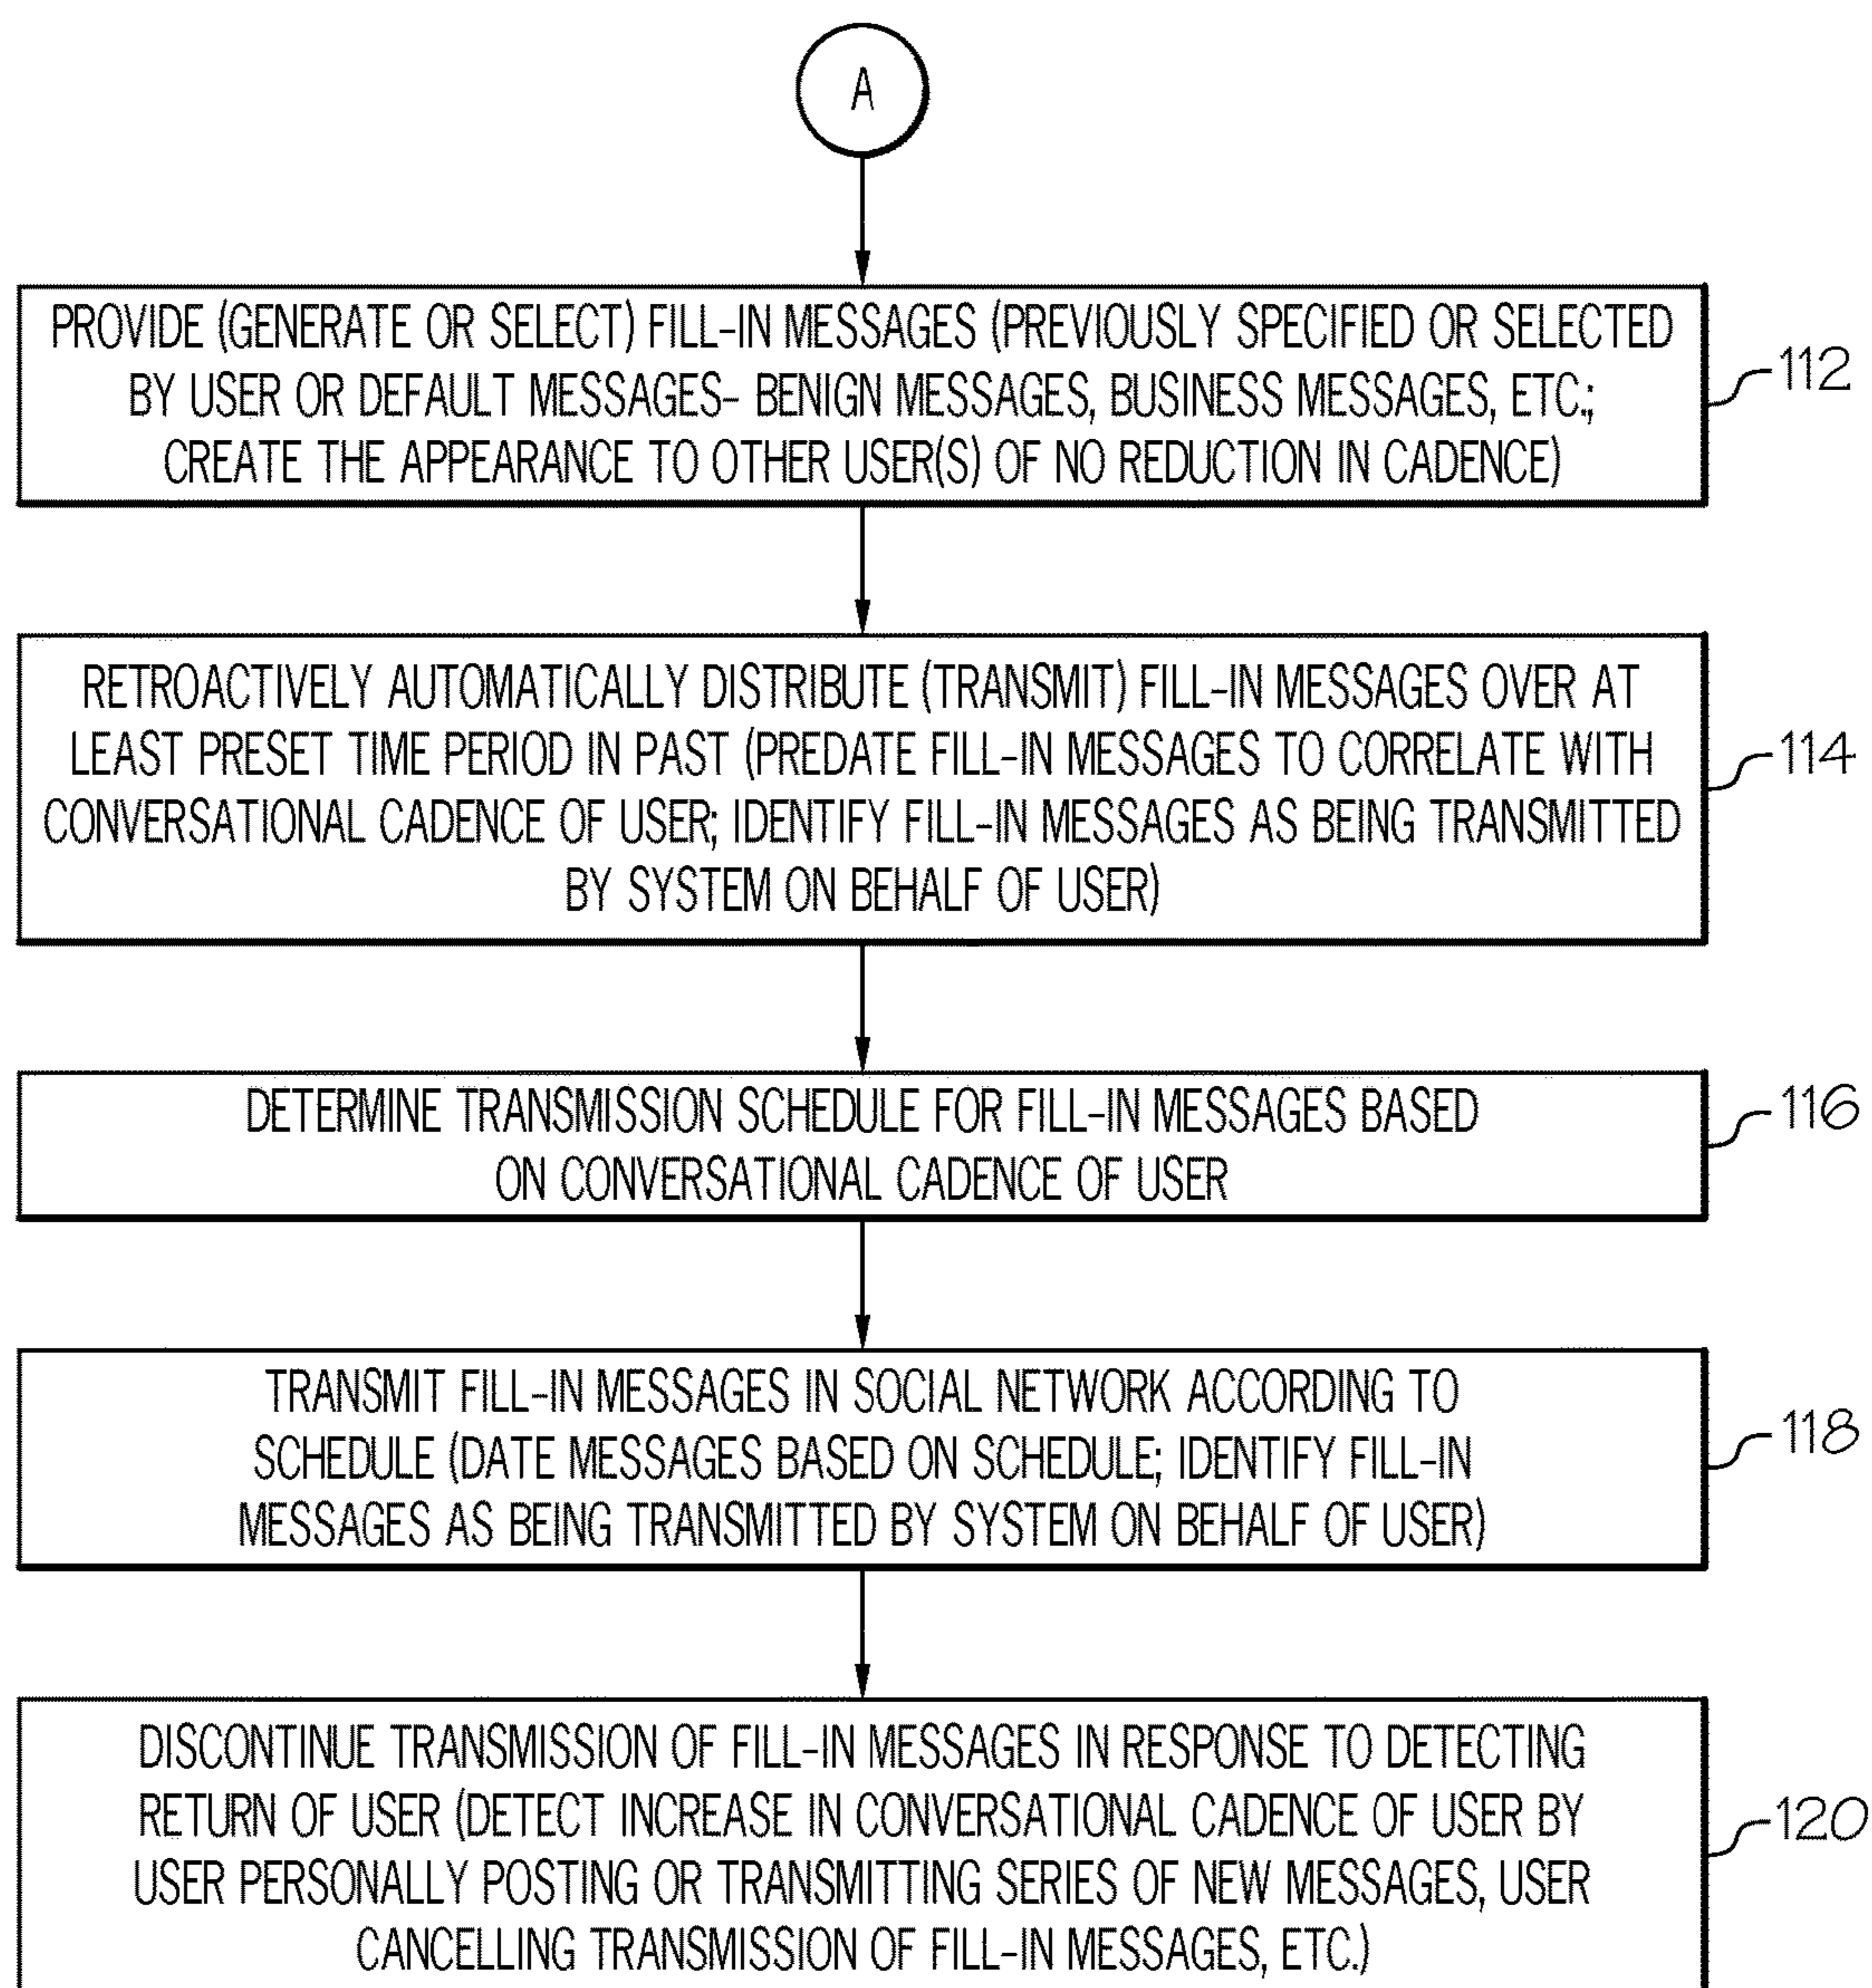 A
PROVIDE (GENERATE OR SELECT) FILL-IN MESSAGES (PREVIOUSLY SPECIFIED OR SELECTED
BY USER OR DEFAULT MESSAGES- BENIGN MESSAGES, BUSINESS MESSAGES, ETC.;
CREATE THE APPEARANCE TO OTHER USER(S) OF NO REDUCTION IN CADENCE)
112
RETROACTIVELY AUTOMATICALLY DISTRIBUTE (TRANSMIT) FILL-IN MESSAGES OVER AT
LEAST PRESET TIME PERIOD IN PAST (PREDATE FILL-IN MESSAGES TO CORRELATE WITH
CONVERSATIONAL CADENCE OF USER; IDENTIFY FILL-IN MESSAGES AS BEING TRANSMITTED
BY SYSTEM ON BEHALF OF USER)
114
DETERMINE TRANSMISSION SCHEDULE FOR FILL-IN MESSAGES BASED
ON CONVERSATIONAL CADENCE OF USER
116
TRANSMIT FILL-IN MESSAGES IN SOCIAL NETWORK ACCORDING TO
SCHEDULE (DATE MESSAGES BASED ON SCHEDULE; IDENTIFY FILL-IN
MESSAGES AS BEING TRANSMITTED BY SYSTEM ON BEHALF OF USER)
118
DISCONTINUE TRANSMISSION OF FILL-IN MESSAGES IN RESPONSE TO DETECTING
RETURN OF USER (DETECT INCREASE IN CONVERSATIONAL CADENCE OF USER BY
USER PERSONALLY POSTING OR TRANSMITTING SERIES OF NEW MESSAGES, USER
CANCELLING TRANSMISSION OF FILL-IN MESSAGES, ETC.)
120